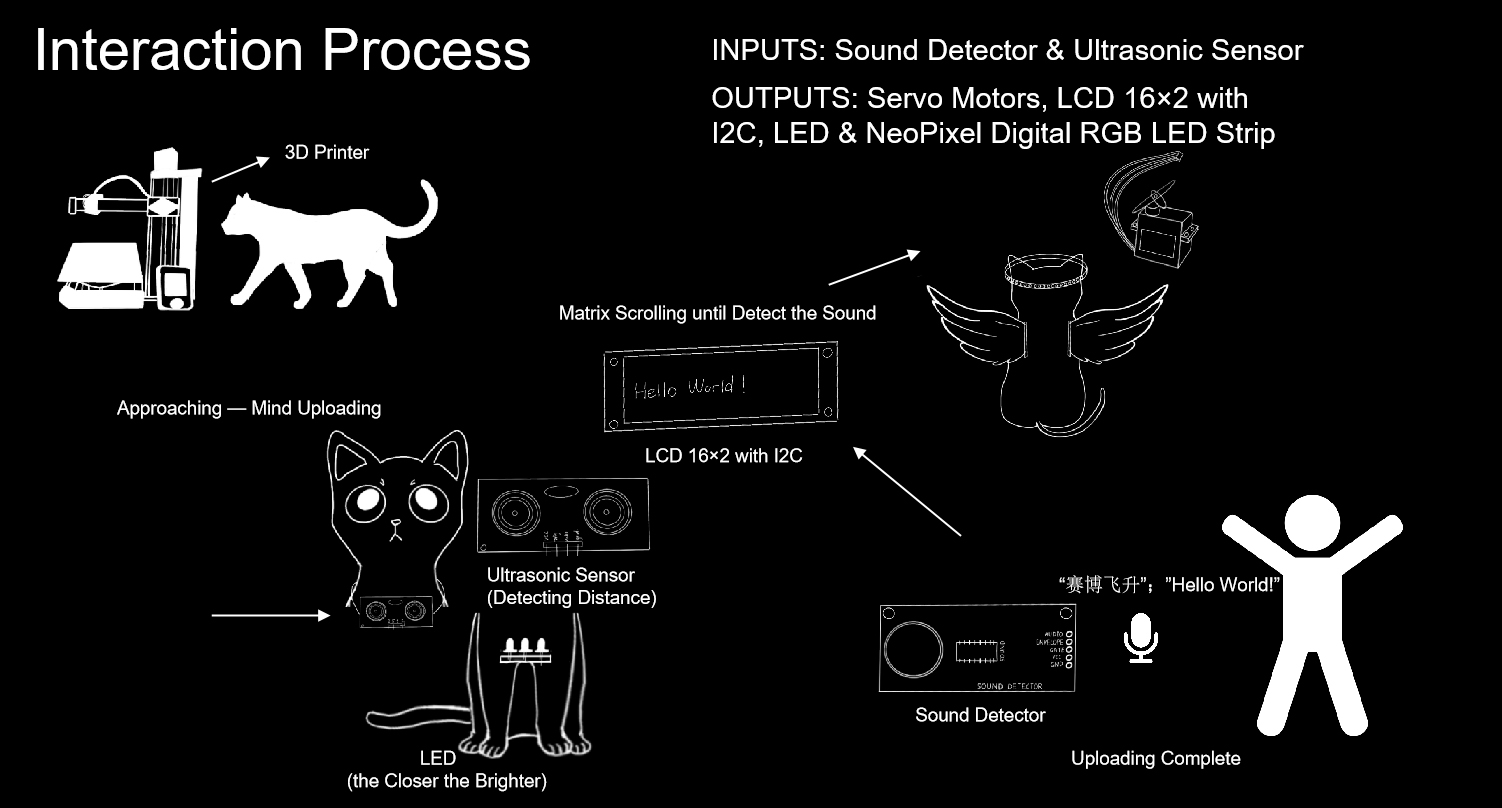 Interaction Process
INPUTS: Sound Detector & Ultrasonic Sensor
OUTPUTS: Servo Motors, LCD 16×2 with
I2C, LED & NeoPixel Digital RGB LED Strip
3D Printer
Matrix Scrolling until Detect the Sound
Hello World!
LCD 16×2 with I2C
Approaching — Mind Uploading
Ultrasonic Sensor
(Detecting Distance)
LED
(the Closer the Brighter)
“赛博飞升”; ”Hello World!”
AUDIO
ENVELOPE
GATE
VCC
GND
SOUND DETECTOR
Sound Detector
Uploading Complete